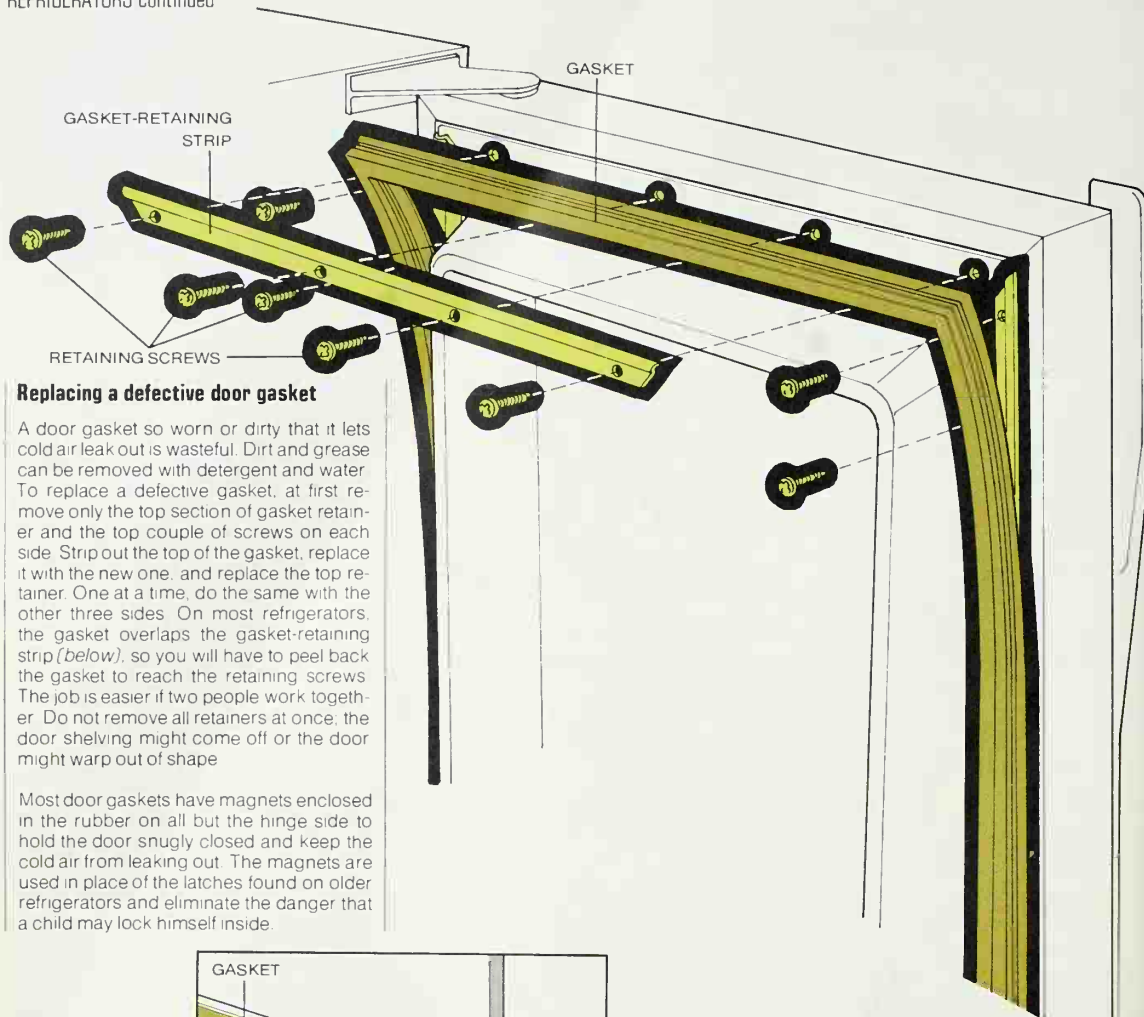 REFRIGERATORS Continued
GASKET
GASKET-RETAINING
STRIP
RETAINING SCREWS
Replacing a defective door gasket
A door gasket so worn or dirty that it lets
cold air leak out is wasteful. Dirt and grease
can be removed with detergent and water
To replace a defective gasket, at first re-
move only the top section of gasket retain-
er and the top couple of screws on each
side. Strip out the top of the gasket, replace
it with the new one, and replace the top re-
tainer. One at a time, do the same with the
other three sides. On most refrigerators,
the gasket overlaps the gasket-retaining
strip (below), so you will have to peel back
the gasket to reach the retaining screws
The job is easier if two people work togeth-
er. Do not remove all retainers at once; the
door shelving might come off or the door
might warp out of shape
Most door gaskets have magnets enclosed
in the rubber on all but the hinge side to
hold the door snugly closed and keep the
cold air from leaking out. The magnets are
used in place of the latches found on older
refrigerators and eliminate the danger that
a child may lock himself inside.
GASKET